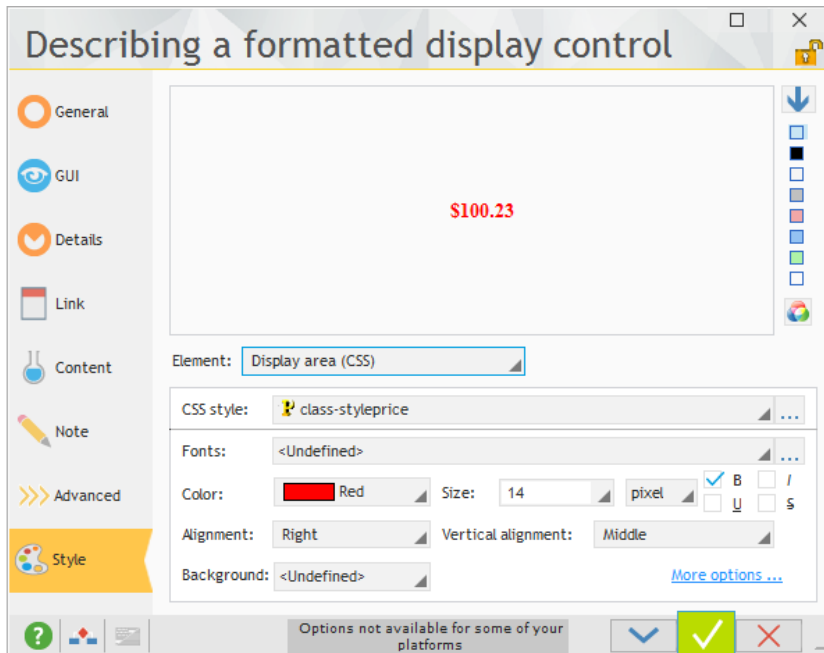 Describing a formatted display control
General
GUI
Details
Link
Content
Note
Advanced
Style
$100.23
Element: Display area (CSS)
CSS style: class-styleprice ...
Fonts: <Undefined> ...
Color: Red Size: 14 pixel B I
U S
Alignment: Right Vertical alignment: Middle
Background: <Undefined> More options ...
? Options not available for some of your
platforms